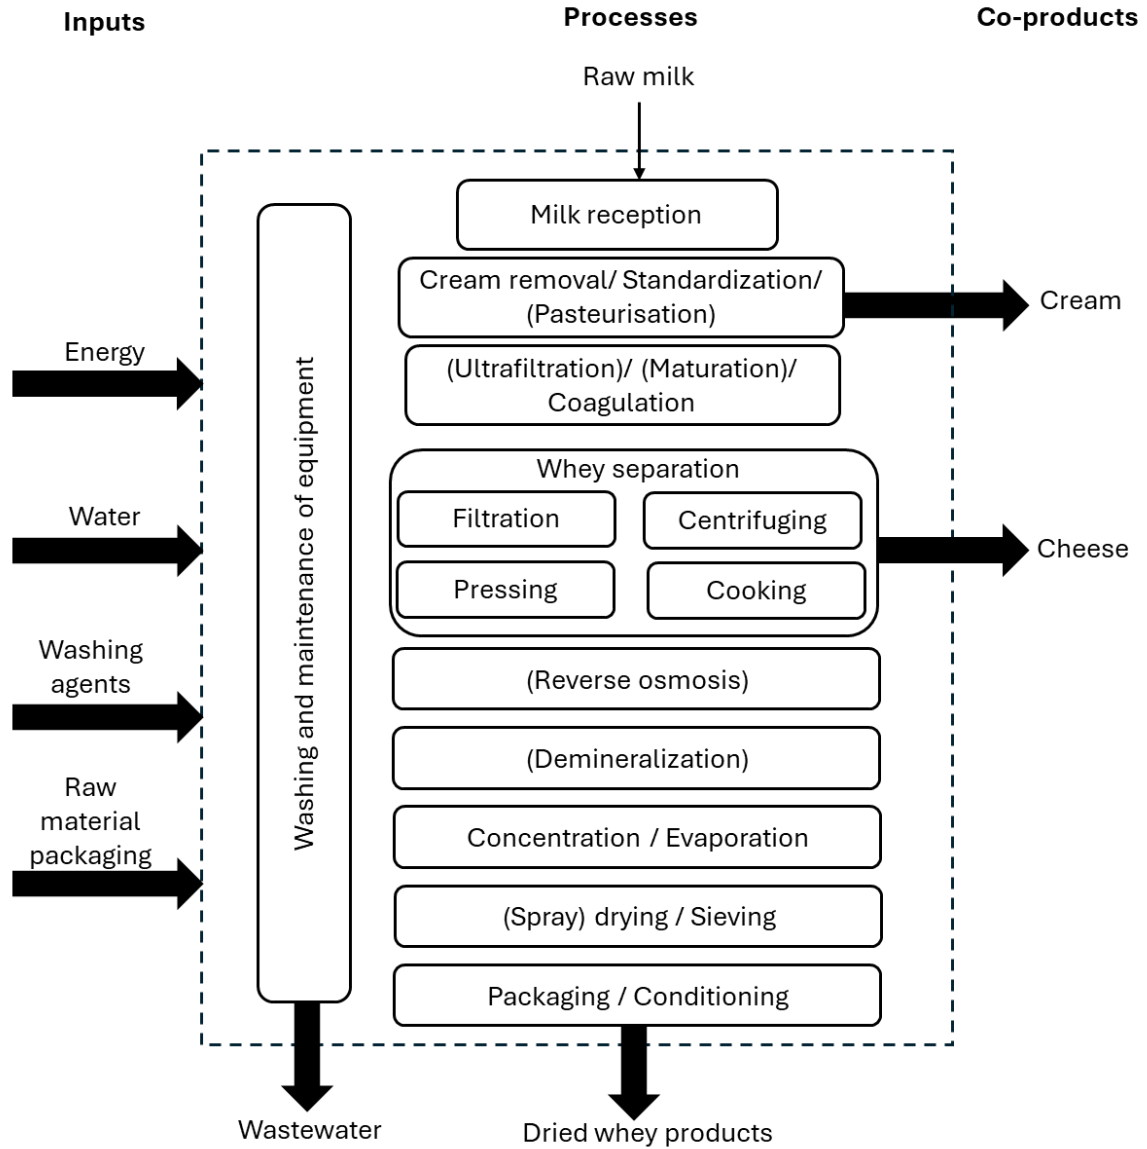 Inputs
Processes
Co-products
Raw milk
Milk reception
Cream removal/ Standardization/
(Pasteurisation)
Cream
(Ultrafiltration)/ (Maturation)/
Coagulation
Energy
Water
Washing
agents
Raw
material
packaging
Washing and maintenance of equipment
Whey separation
Filtration
Centrifuging
Pressing
Cooking
Cheese
(Reverse osmosis)
(Demineralization)
Concentration / Evaporation
(Spray) drying / Sieving
Packaging / Conditioning
Wastewater
Dried whey products